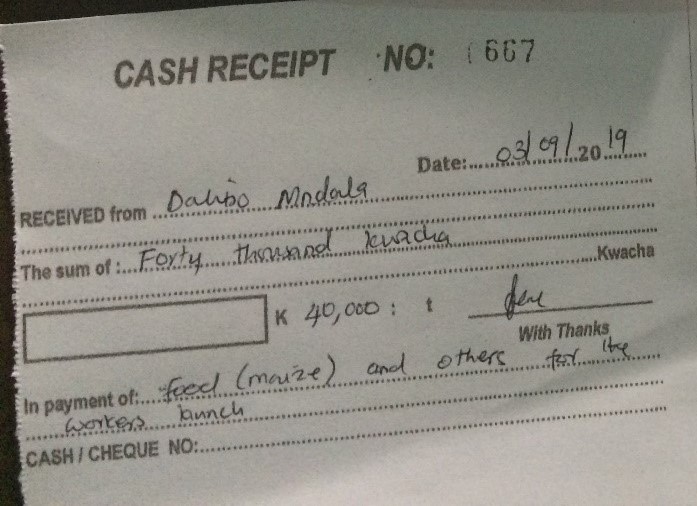 CASH RECEIPT NO: 667
Date: 03/09/2019
RECEIVED from Dalibo Mndala
The sum of: Forty thousand kwacha
Kwacha
K 40,000 : t
With Thanks
In payment of: food (maize) and others for the
workers lunch
CASH / CHEQUE NO: